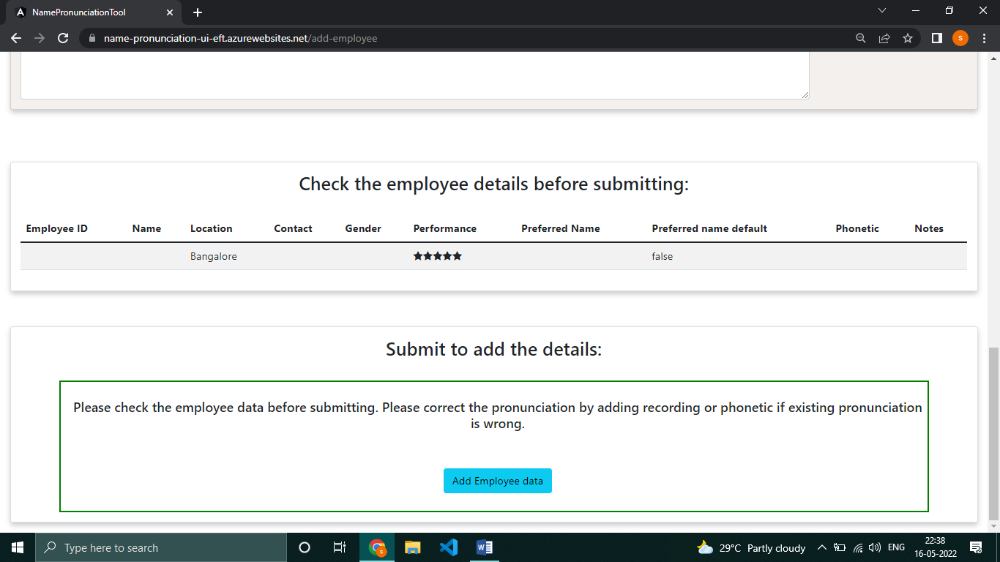 NamePronunciationTool
name-pronunciation-ui-eft.azurewebsites.net/add-employee
s
Check the employee details before submitting:
Employee ID Name Location Contact Gender Performance Preferred Name Preferred name default Phonetic Notes
Bangalore ★★★★★ false
Submit to add the details:
Please check the employee data before submitting. Please correct the pronunciation by adding recording or phonetic if existing pronunciation
is wrong.
Add Employee data
Type here to search
29°C Partly cloudy
ENG
22:38
16-05-2022